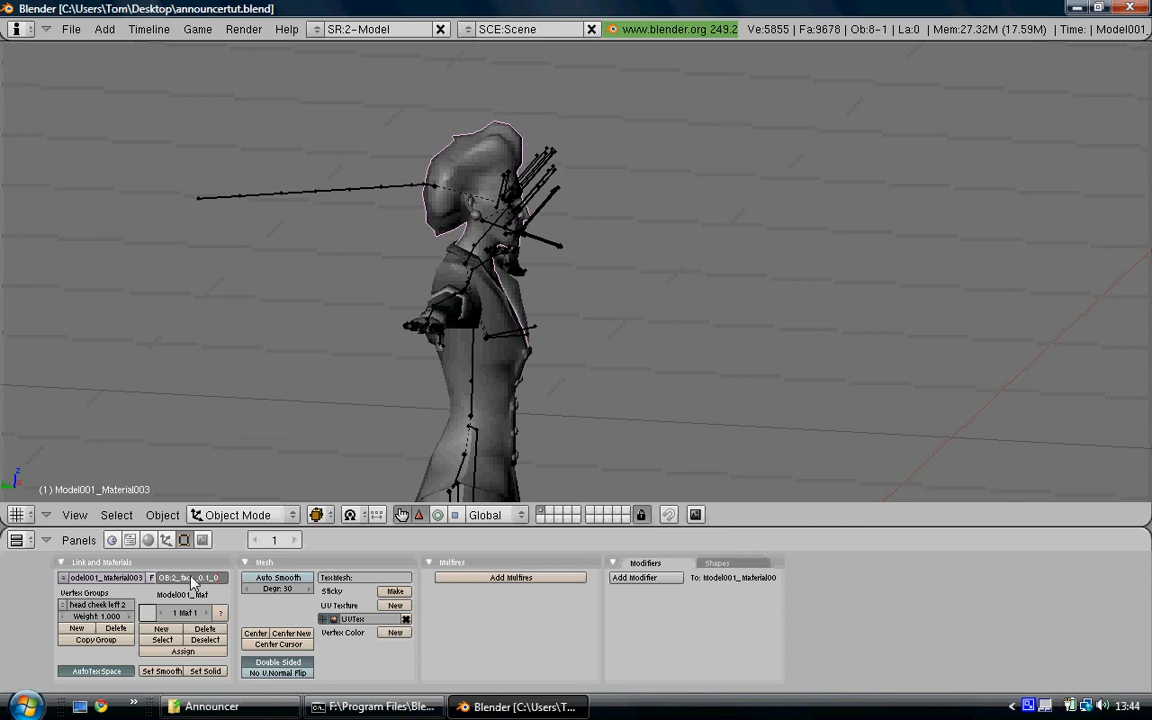 Blender [C:\Users\Tom\Desktop\announcertut.blend]
File Add Timeline Game Render Help SR:2-Model SCE:Scene www.blender.org 249.2 Ve:5855 | Fa:9678 | Ob:8-1 | La:0 | Mem:27.32M (17.59M) | Time: | Model001_
z
x
(1) Model001_Material003
View Select Object Object Mode Global
Panels 1
Link and Materials Mesh Multires Modifiers Shapes
odel001_Material003 F Auto Smooth TexMesh: Add Multires Add Modifier To: Model001_Material00
Degr: 30 Sticky Make
Vertex Groups
head cheek left 2 UV Texture New
Weight: 1.000 1 Mat 1 ? UVTex
New Delete New Delete Center Center New Vertex Color New
Copy Group Select Deselect Center Cursor
Assign
Double Sided
AutoTexSpace Set Smooth Set Solid No V.Normal Flip
Announcer F:\Program Files\Ble... Blender [C:\Users\T... 13:44